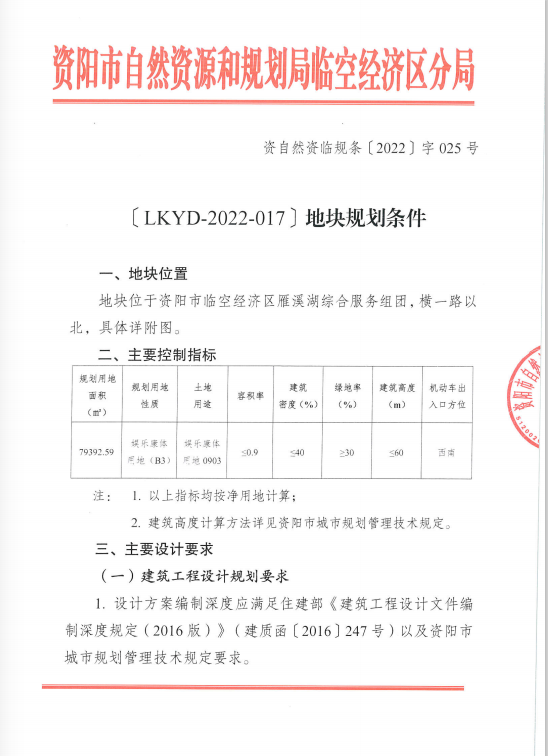 资阳市自然资源和规划局临空经济区分局
资自然资临规条〔2022〕字 025 号
〔LKYD-2022-017〕地块规划条件
一、地块位置
地块位于资阳市临空经济区雁溪湖综合服务组团,横一路以
北,具体详附图。
二、主要控制指标
规划用地面积(㎡) 规划用地性质 土地用途 容积率 建筑密度(%) 绿地率(%) 建筑高度(m) 机动车出入口方位
79392.59 娱乐康体用地(B3) 娱乐康体用地 0903 ≤0.9 ≤40 ≥30 ≤60 西南
注: 1. 以上指标均按净用地计算;
2. 建筑高度计算方法详见资阳市城市规划管理技术规定。
三、主要设计要求
(一)建筑工程设计规划要求
1. 设计方案编制深度应满足住建部《建筑工程设计文件编
制深度规定(2016 版)》(建质函〔2016〕247 号)以及资阳市
城市规划管理技术规定要求。
资阳市自